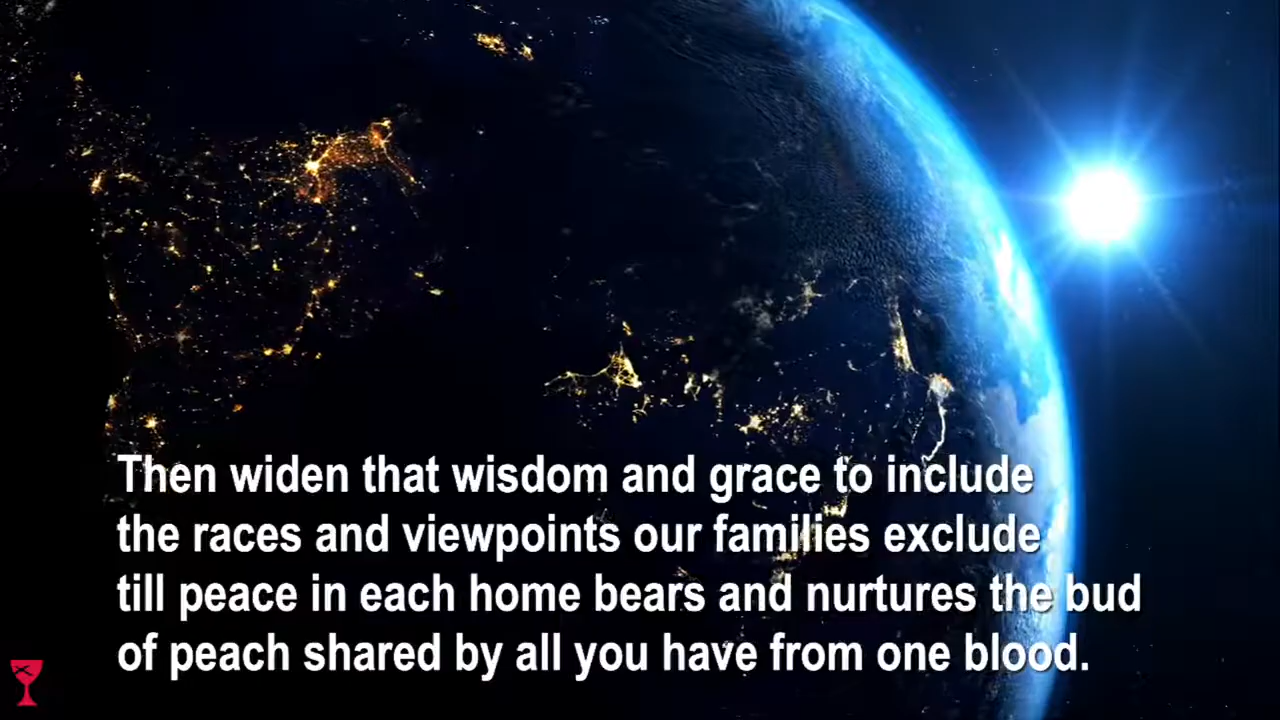 Then widen that wisdom and grace to include
the races and viewpoints our families exclude
till peace in each home bears and nurtures the bud
of peach shared by all you have from one blood.